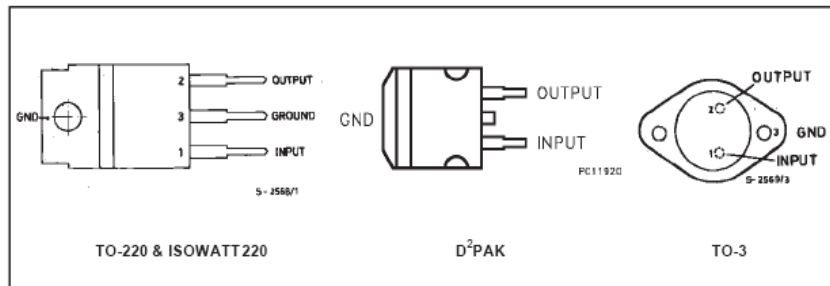 2
OUTPUT
GND
3
GROUND
1
INPUT
S-2568/1
TO-220 & ISOWATT220
OUTPUT
GND
INPUT
PC11920
D²PAK
OUTPUT
2
3
GND
1
INPUT
S-2569/3
TO-3